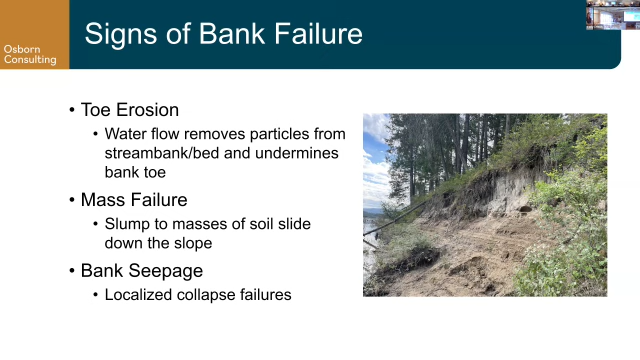 Signs of Bank Failure
Osborn
Consulting
• Toe Erosion
• Water flow removes particles from
streambank/bed and undermines
bank toe
• Mass Failure
• Slump to masses of soil slide
down the slope
• Bank Seepage
• Localized collapse failures